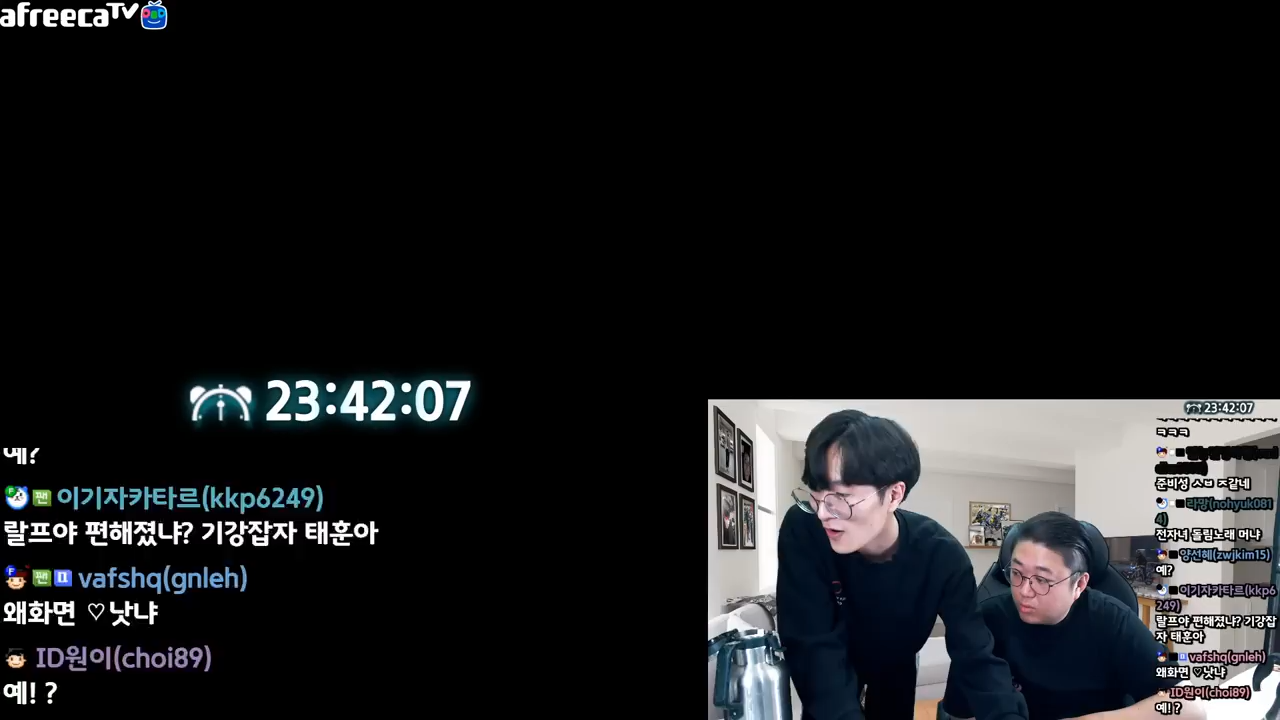 afreecaTV
23:42:07
예?
이기자카타르(kkp6249)
랄프야 편해졌냐? 기강잡자 태훈아
vafshq(gnleh)
왜화면 ♡낫냐
ID원이(choi89)
예! ?
23:42:07
ㅋㅋㅋ
준비성 ㅅㅂ ㅈ같네
라망(nohyuk081
4)
전자녀 돌림노래 머냐
양선혜(zwjkim15)
예?
이기자카타르(kkp6
249)
랄프야 편해졌냐? 기강잡
자 태훈아
vafshq(gnleh)
왜화면 ♡낫냐
ID원이(choi89)
예! ?